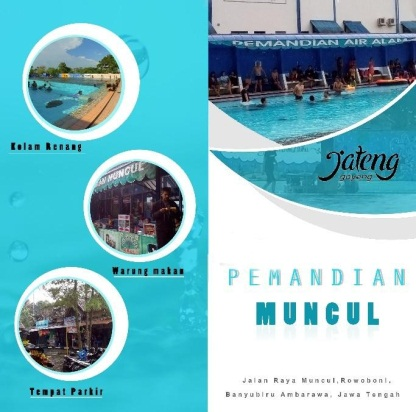 Kolam Renang
AN MUNCUL
Warung makan
Tempat Parkir
PEMANDIAN AIR ALAM
Jateng
gayeng
PEMANDIAN
MUNCUL
Jalan Raya Muncul,Rowoboni,
Banyubiru Ambarawa, Jawa Tengah